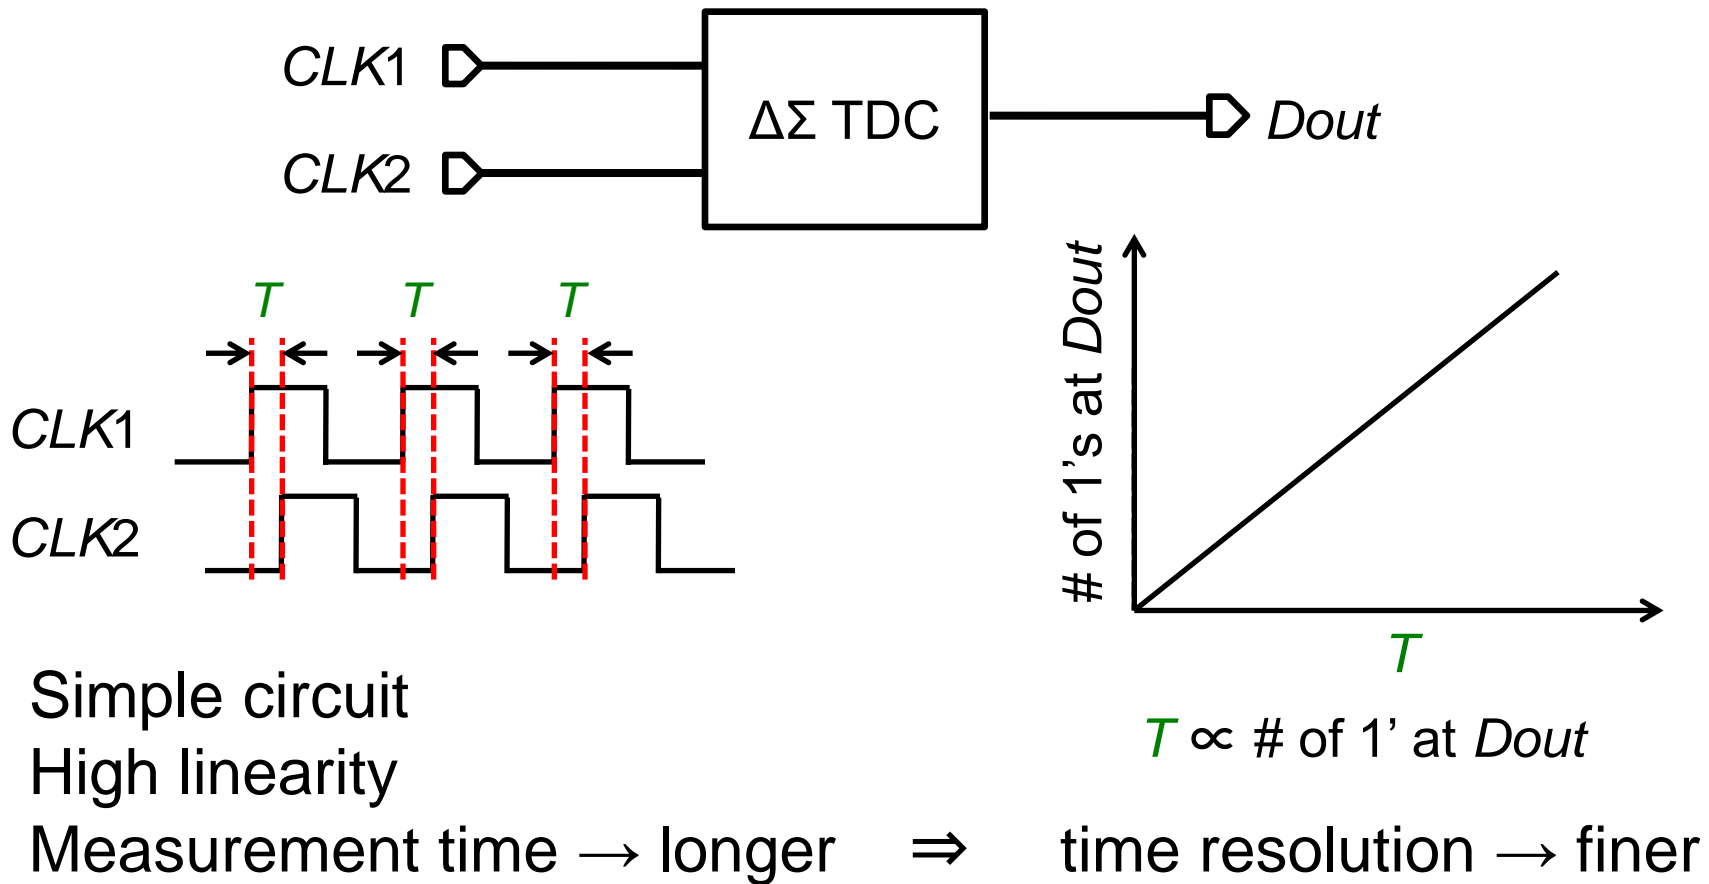 CLK1
ΔΣ TDC
Dout
CLK2
T T T
CLK1
CLK2
# of 1's at Dout
T
T ∝ # of 1' at Dout
Simple circuit
High linearity
Measurement time → longer ⇒ time resolution → finer